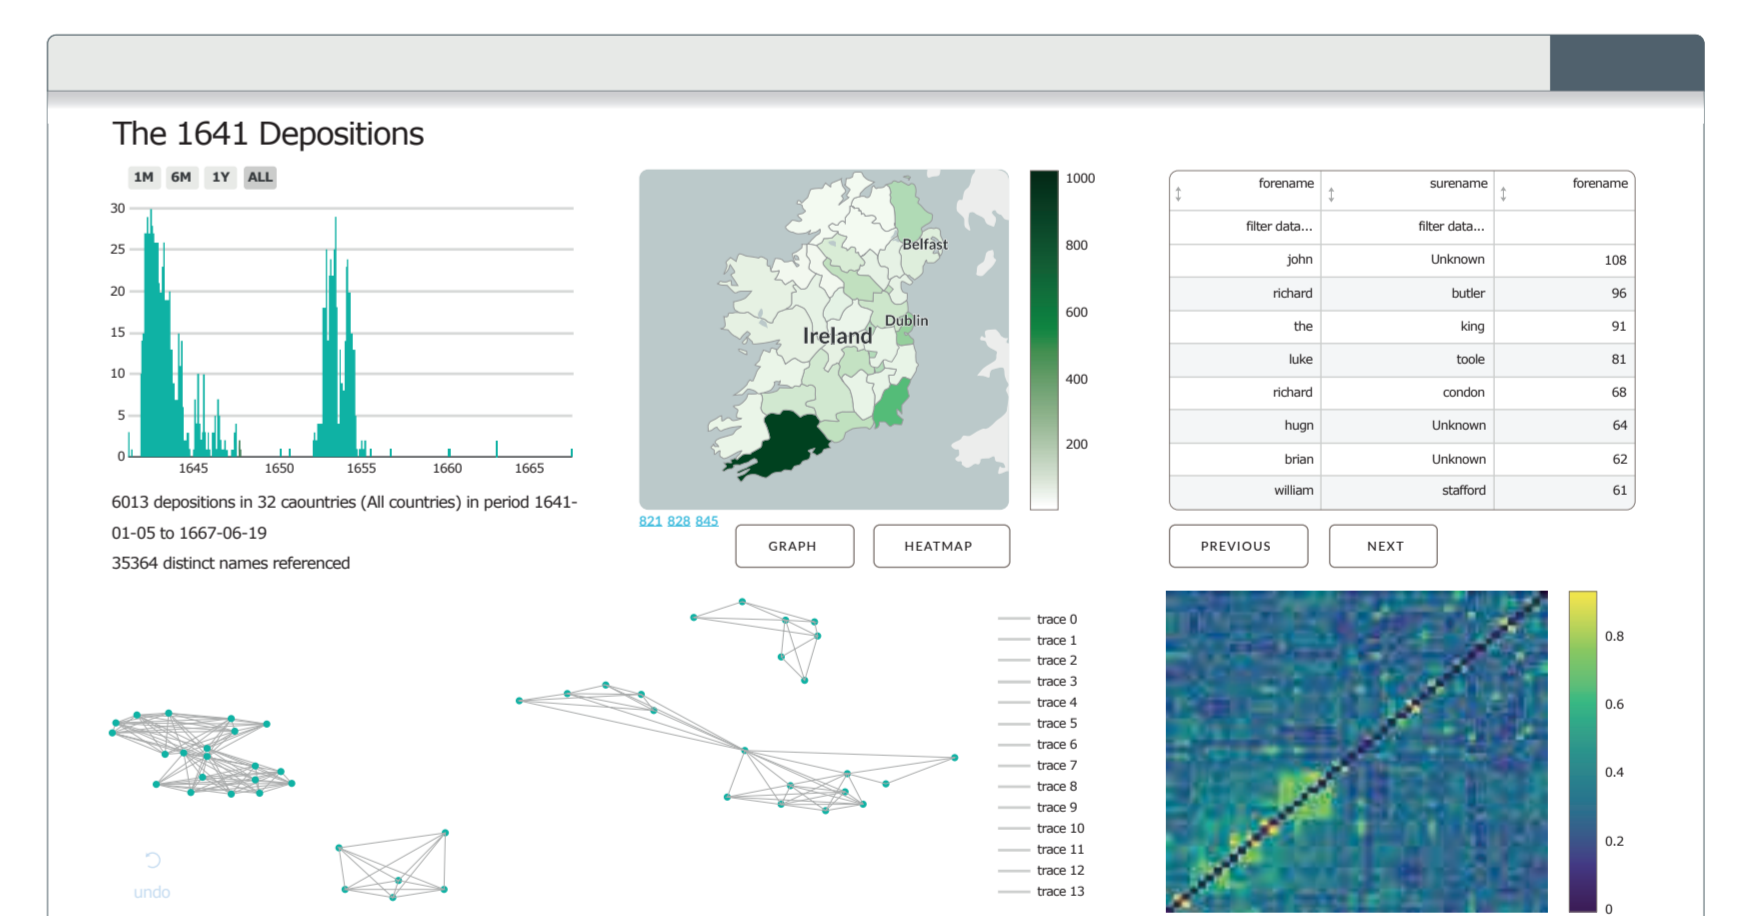 The 1641 Depositions
1M 6M 1Y ALL
30
25
20
15
10
5
0
1645 1650 1655 1660 1665
6013 depositions in 32 caountries (All countries) in period 1641-
01-05 to 1667-06-19
35364 distinct names referenced
Belfast
Dublin
Ireland
1000
800
600
400
200
821 828 845
GRAPH HEATMAP
forename surename forename
filter data... filter data...
john Unknown 108
richard butler 96
the king 91
luke toole 81
richard condon 68
hugn Unknown 64
brian Unknown 62
william stafford 61
PREVIOUS NEXT
trace 0
trace 1
trace 2
trace 3
trace 4
trace 5
trace 6
trace 7
trace 8
trace 9
trace 10
trace 11
trace 12
trace 13
undo
0.8
0.6
0.4
0.2
0